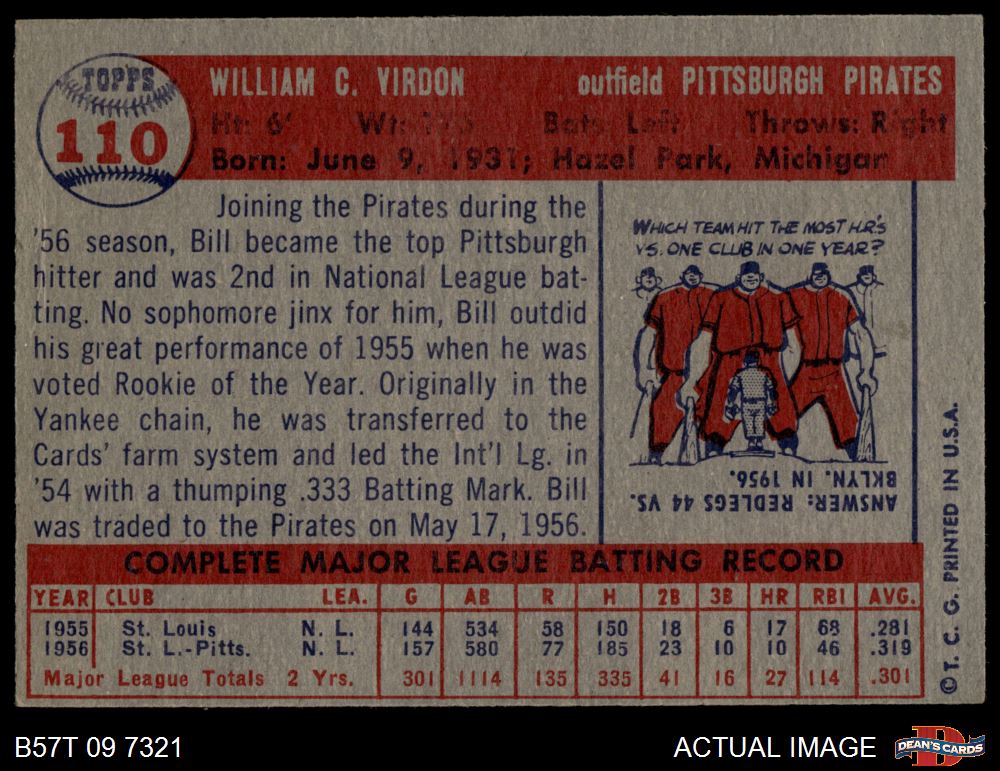 TOPPS
110
WILLIAM C. VIRDON outfield PITTSBURGH PIRATES
Ht: 6' Wt: Bats: Left Throws: Right
Born: June 9, 1931; Hazel Park, Michigan
Joining the Pirates during the
'56 season, Bill became the top Pittsburgh
hitter and was 2nd in National League bat-
ting. No sophomore jinx for him, Bill outdid
his great performance of 1955 when he was
voted Rookie of the Year. Originally in the
Yankee chain, he was transferred to the
Cards' farm system and led the Int'l Lg. in
'54 with a thumping .333 Batting Mark. Bill
was traded to the Pirates on May 17, 1956.
WHICH TEAM HIT THE MOST H.R'S
VS. ONE CLUB IN ONE YEAR?
ANSWER: REDLEGS 44 VS.
BKLYN. IN 1956.
COMPLETE MAJOR LEAGUE BATTING RECORD
YEAR CLUB LEA. G AB R H 2B 3B HR RBI AVG.
1955 St. Louis N. L. 144 534 58 150 18 6 17 68 .281
1956 St. L.-Pitts. N. L. 157 580 77 185 23 10 10 46 .319
Major League Totals 2 Yrs. 301 1114 135 335 41 16 27 114 .301
© T. C. G. PRINTED IN U.S.A.
B57T 09 7321
ACTUAL IMAGE
D
DEAN'S CARDS